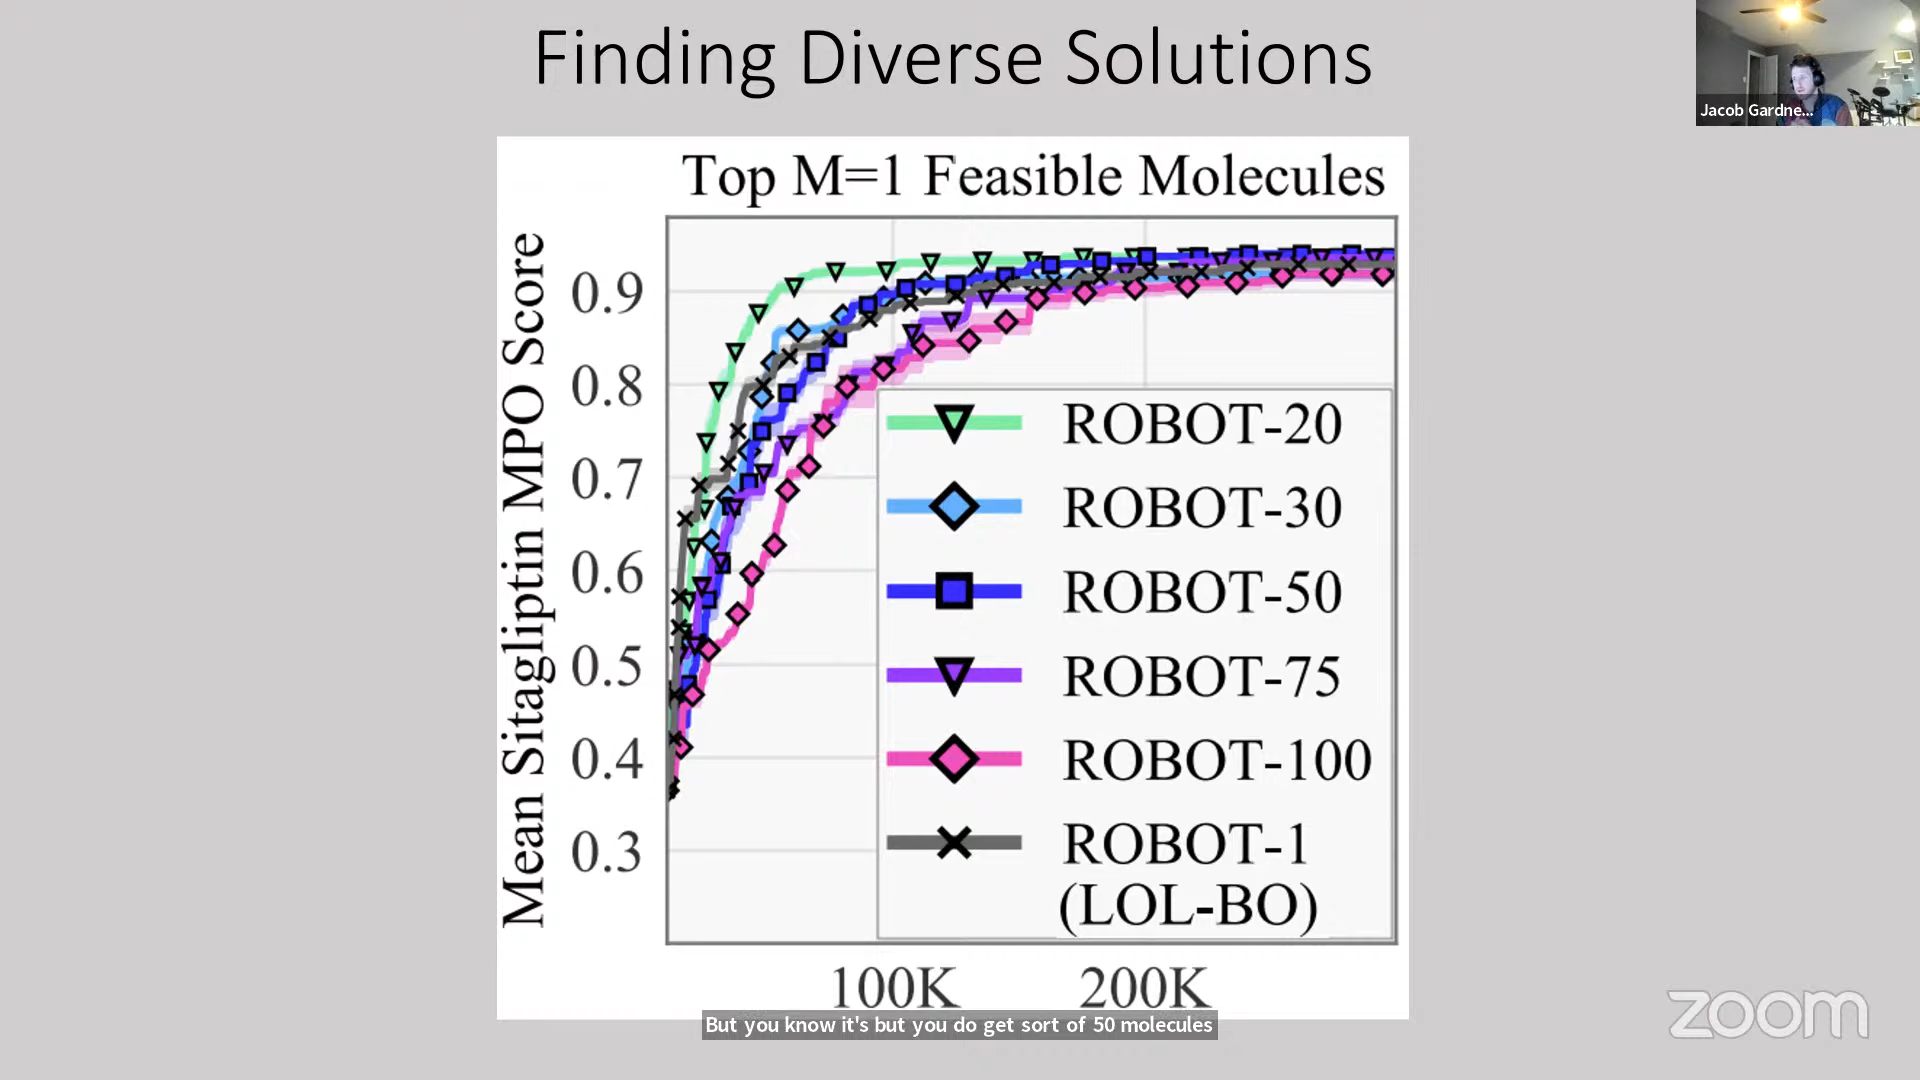 Finding Diverse Solutions
Jacob Gardne...
Top M=1 Feasible Molecules
Mean Sitagliptin MPO Score
0.9
0.8
0.7
0.6
0.5
0.4
0.3
ROBOT-20
ROBOT-30
ROBOT-50
ROBOT-75
ROBOT-100
ROBOT-1
(LOL-BO)
100K
200K
But you know it's but you do get sort of 50 molecules
zoom